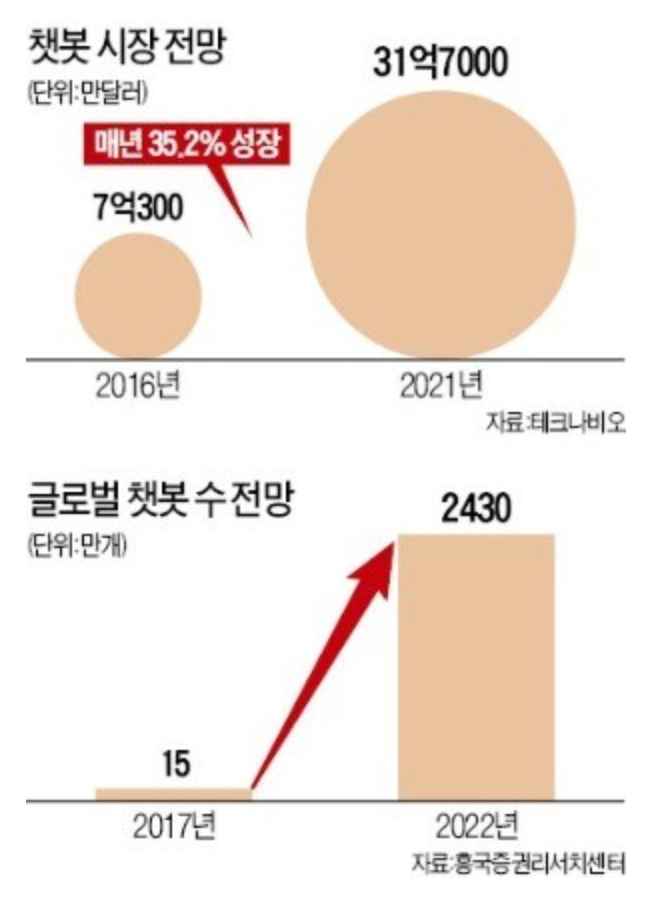 챗봇 시장 전망
(단위:만달러)
31억7000
매년 35.2% 성장
7억300
2016년
2021년
자료:테크나비오
글로벌 챗봇 수 전망
(단위:만개)
2430
15
2017년
2022년
자료:흥국증권리서치센터